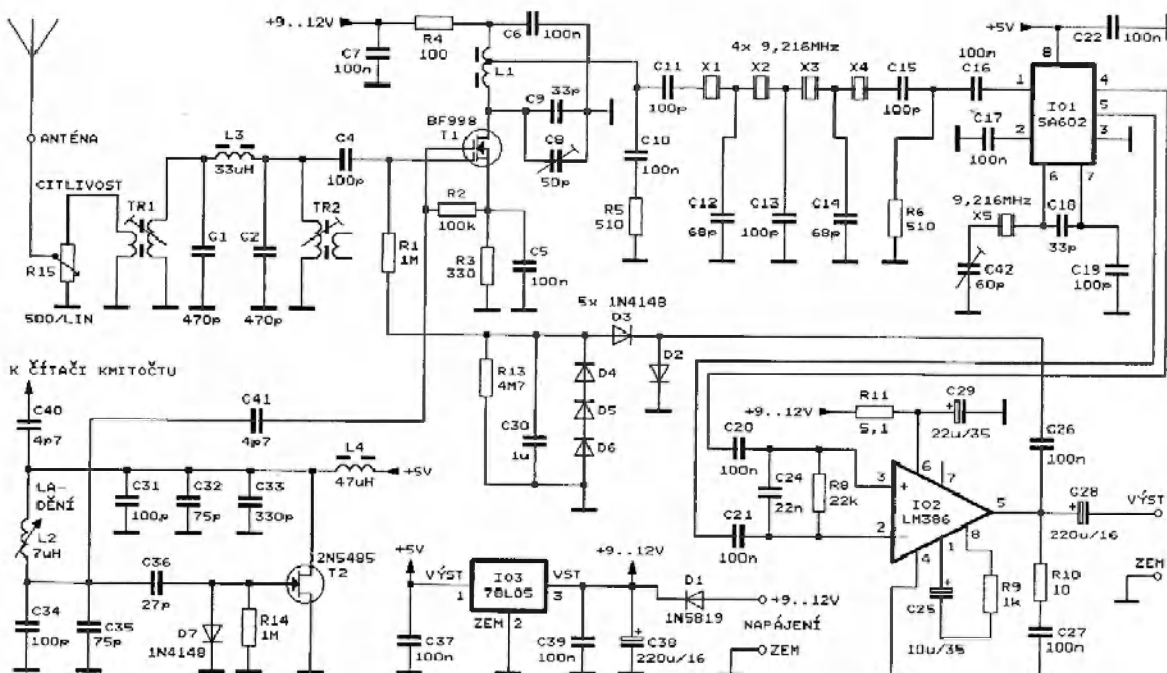 +9..12V
R4
100
C6
100n
C7
100n
L1
4x 9,216MHz
C11
100p
X1
X2
X3
X4
C15
100p
C16
100n
+5V
C22
100n
8
1
4
5
IO1
SA602
2
3
6
7
C17
100n
ANTÉNA
L3
33uH
C4
100p
BF998
T1
C9
33p
C8
50p
C10
100n
R5
510
C12
68p
C13
100p
C14
68p
R6
510
9,216MHz
X5
C18
33p
C42
60p
C19
100p
CITLIVOST
TR1
TR2
R15
500/LIN
C1
470p
C2
470p
R2
100k
R1
1M
R3
330
C5
100n
5x 1N4148
D3
D2
R13
4M7
D4
D5
D6
C30
1u
K ČÍTAČI KMITOČTU
C40
4p7
C41
4p7
L4
47uH
+5V
LA-
DĚNÍ
L2
7uH
C31
100p
C32
75p
C33
330p
2N5485
T2
C36
27p
C34
100p
C35
75p
D7
1N4148
R14
1M
+5V
VÝST
1
IO3
78L05
ZEM 2
VST
3
+9..12V
D1
1N5819
+9..12V
NAPÁJENÍ
ZEM
C37
100n
C39
100n
C38
220u/16
+9..12V
R11
5,1
C29
22u/35
C20
100n
C24
22n
R8
22k
C21
100n
3
+
2
-
6
7
IO2
LM386
5
4
1
8
C26
100n
C28
220u/16
VÝST
ZEM
R9
1k
R10
10
C25
10u/35
C27
100n